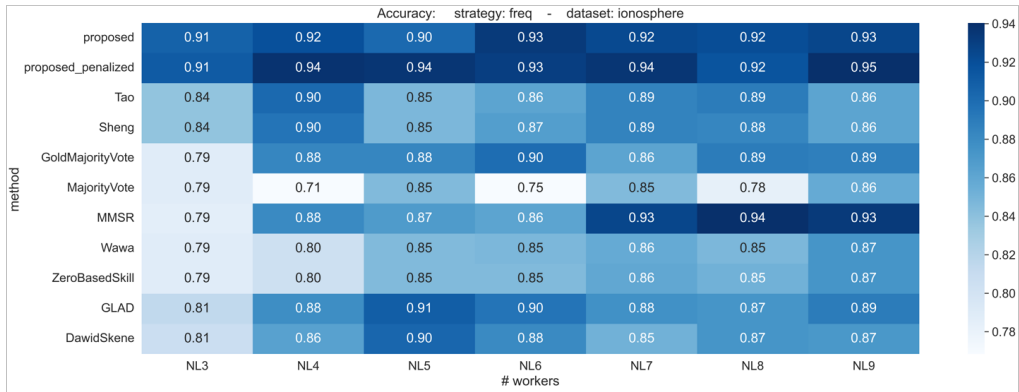 Accuracy: strategy: freq - dataset: ionosphere
method
proposed 0.91 0.92 0.90 0.93 0.92 0.92 0.93
proposed_penalized 0.91 0.94 0.94 0.93 0.94 0.92 0.95
Tao 0.84 0.90 0.85 0.86 0.89 0.89 0.86
Sheng 0.84 0.90 0.85 0.87 0.89 0.88 0.86
GoldMajorityVote 0.79 0.88 0.88 0.90 0.86 0.89 0.89
MajorityVote 0.79 0.71 0.85 0.75 0.85 0.78 0.86
MMSR 0.79 0.88 0.87 0.86 0.93 0.94 0.93
Wawa 0.79 0.80 0.85 0.85 0.86 0.85 0.87
ZeroBasedSkill 0.79 0.80 0.85 0.85 0.86 0.85 0.87
GLAD 0.81 0.88 0.91 0.90 0.88 0.87 0.89
DawidSkene 0.81 0.86 0.90 0.88 0.85 0.87 0.87
NL3 NL4 NL5 NL6 NL7 NL8 NL9
# workers
0.94
0.92
0.90
0.88
0.86
0.84
0.82
0.80
0.78